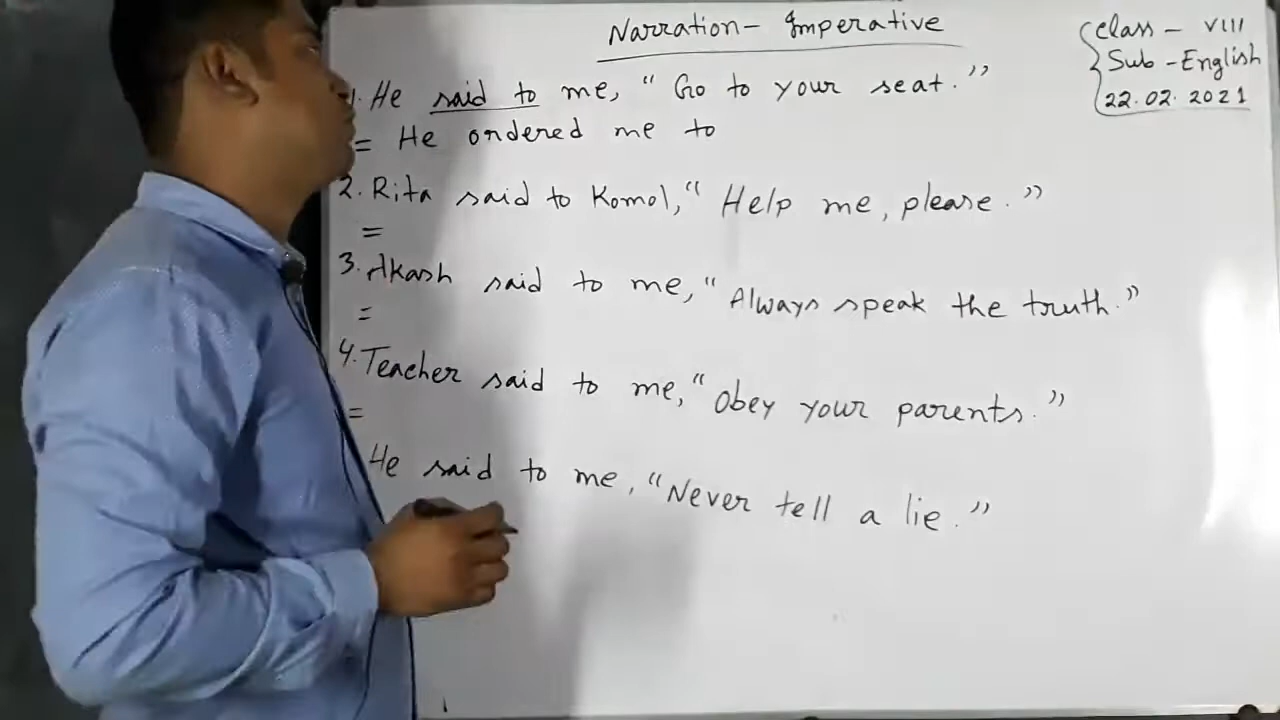 Narration - Imperative
Class - VIII
Sub - English
22.02.2021
1. He said to me, "Go to your seat."
= He ordered me to
2. Rita said to Komol, "Help me, please."
=
3. Akash said to me, "Always speak the truth."
=
4. Teacher said to me, "Obey your parents."
=
He said to me, "Never tell a lie."